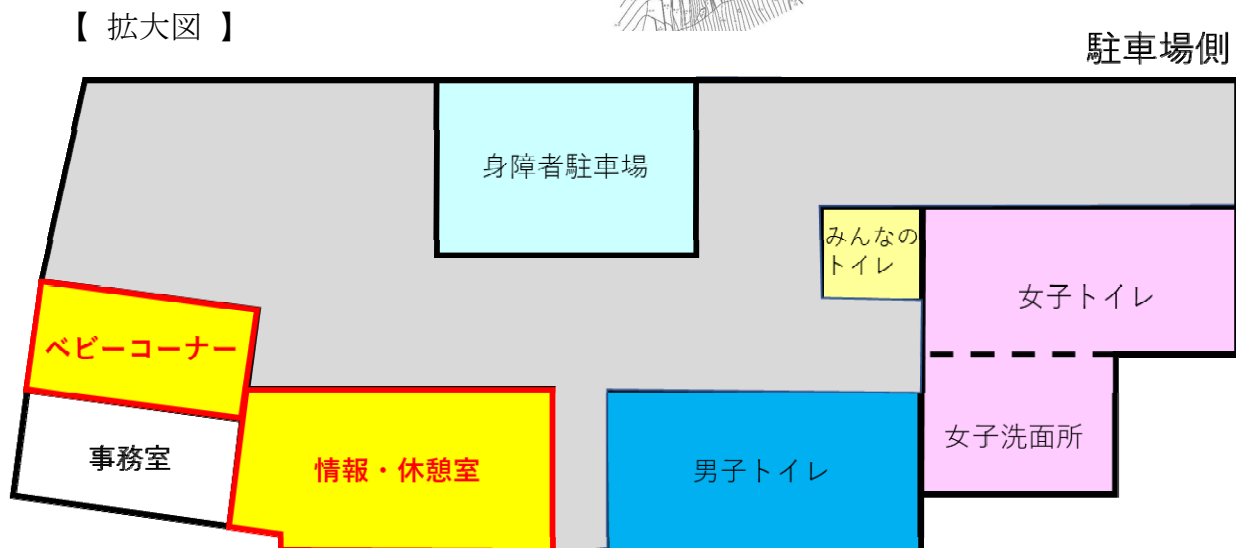 【 拡大図 】
駐車場側
身障者駐車場
みんなの
トイレ
女子トイレ
ベビーコーナー
女子洗面所
事務室
情報・休憩室
男子トイレ